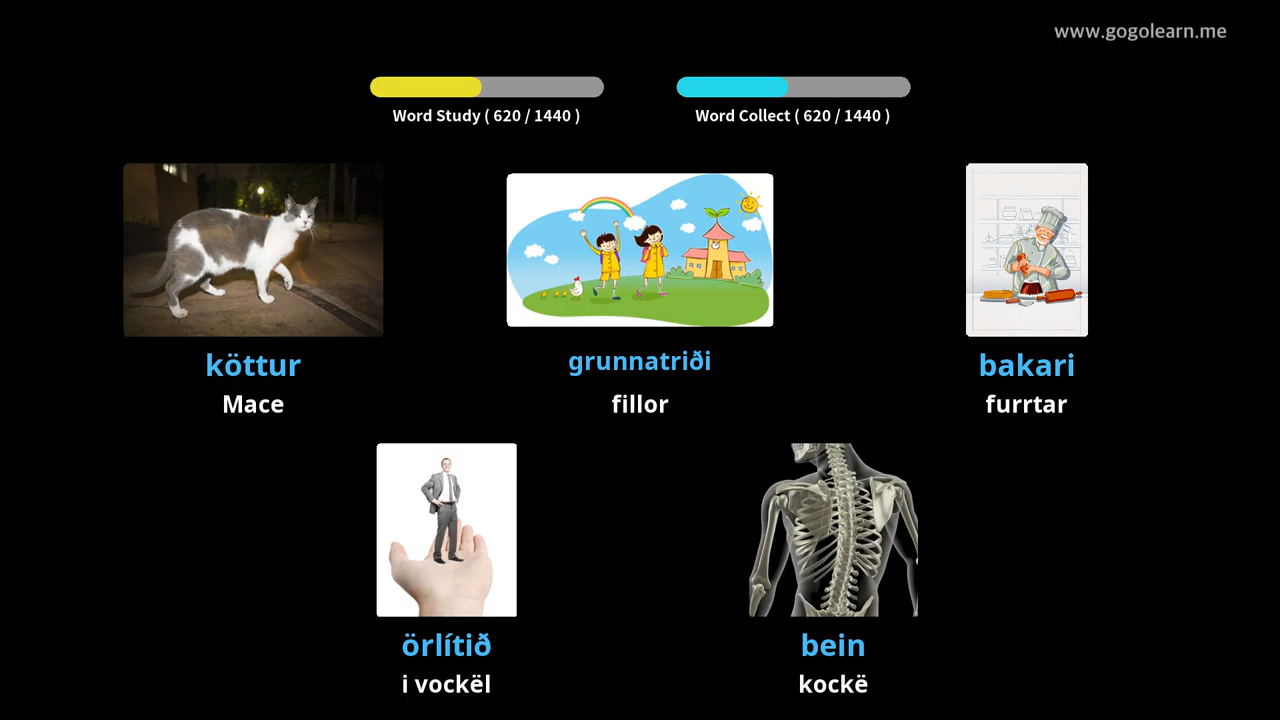 www.gogolearn.me
Word Study ( 620 / 1440 )
Word Collect ( 620 / 1440 )
köttur
Mace
grunnatriði
fillor
bakari
furrtar
örlítið
i vockël
bein
kockë